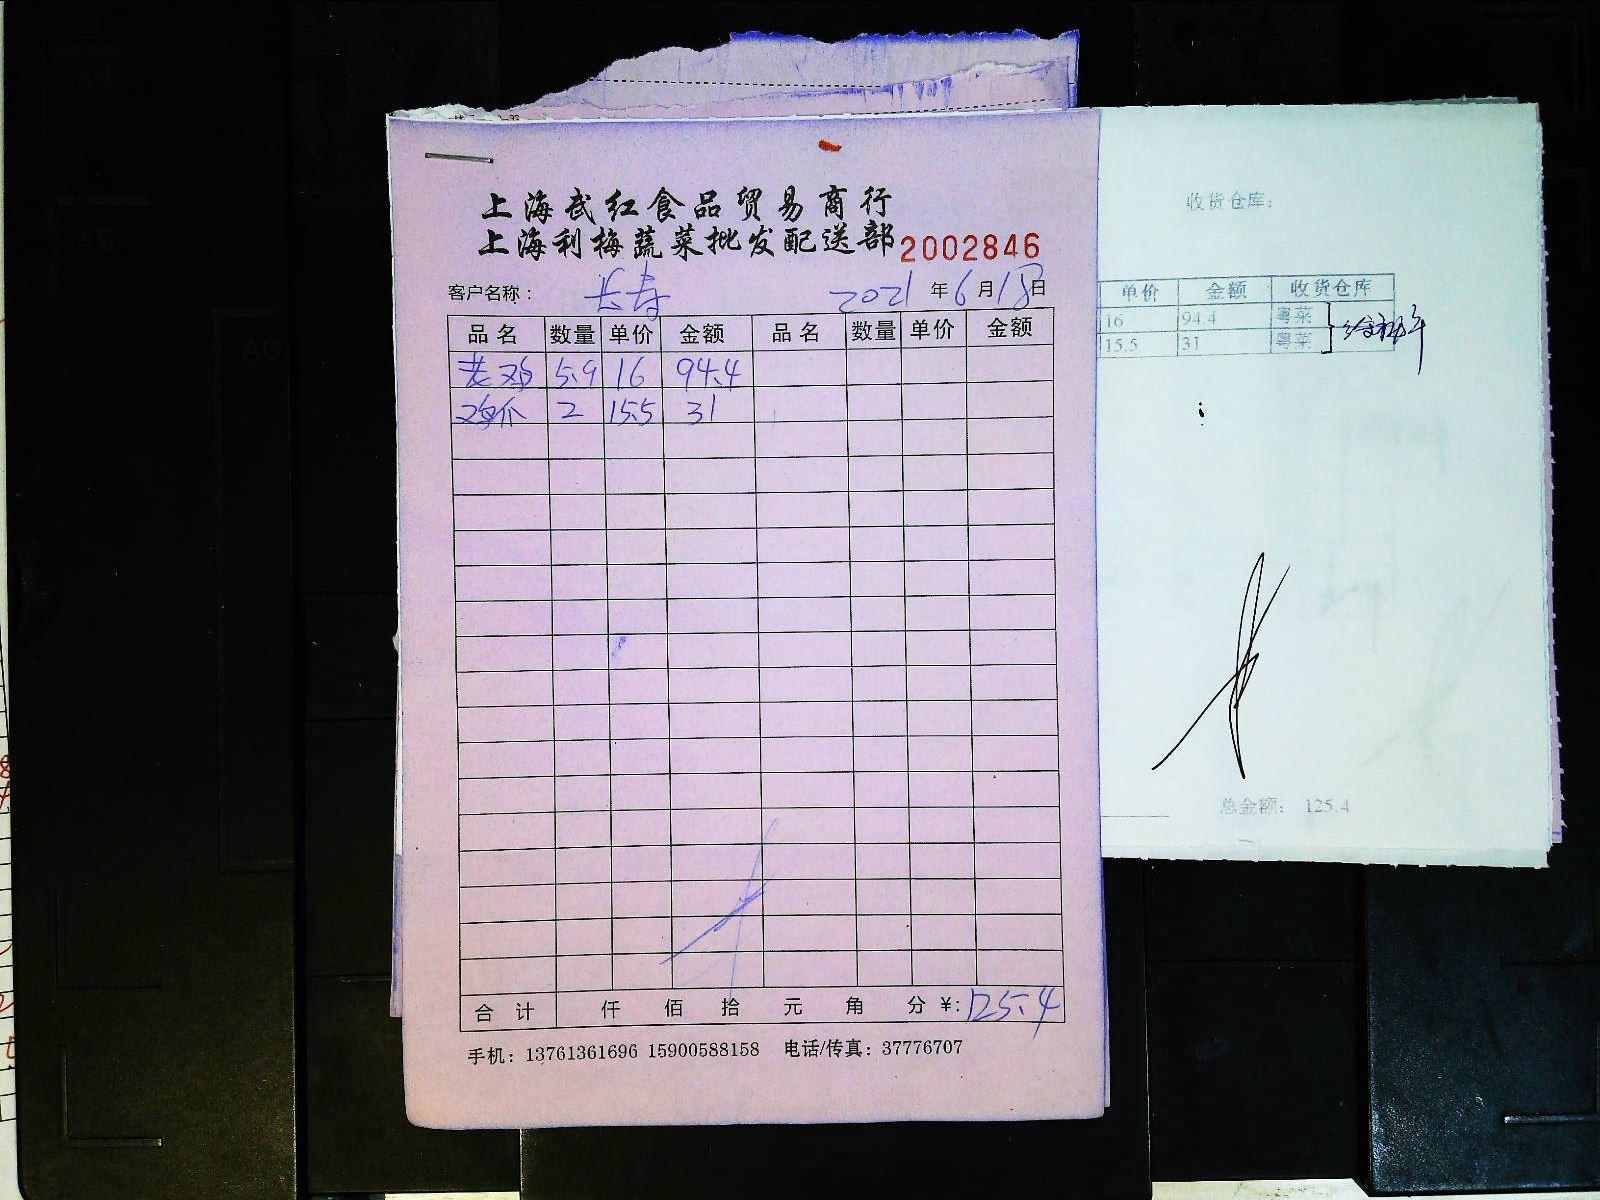 上海武红食品贸易商行
上海利梅蔬菜批发配送部 2002846
客户名称： 长寿 2021 年 6 月 18 日
品名 数量 单价 金额 品名 数量 单价 金额
老鸡 5.9 16 94.4
鸡爪 2 15.5 31
合计 仟 佰 拾 元 角 分 ¥: 125.4
手机：13761361696 15900588158 电话/传真：37776707
收货仓库：
单价 金额 收货仓库
16 94.4 粤菜
15.5 31 粤菜
总金额： 125.4